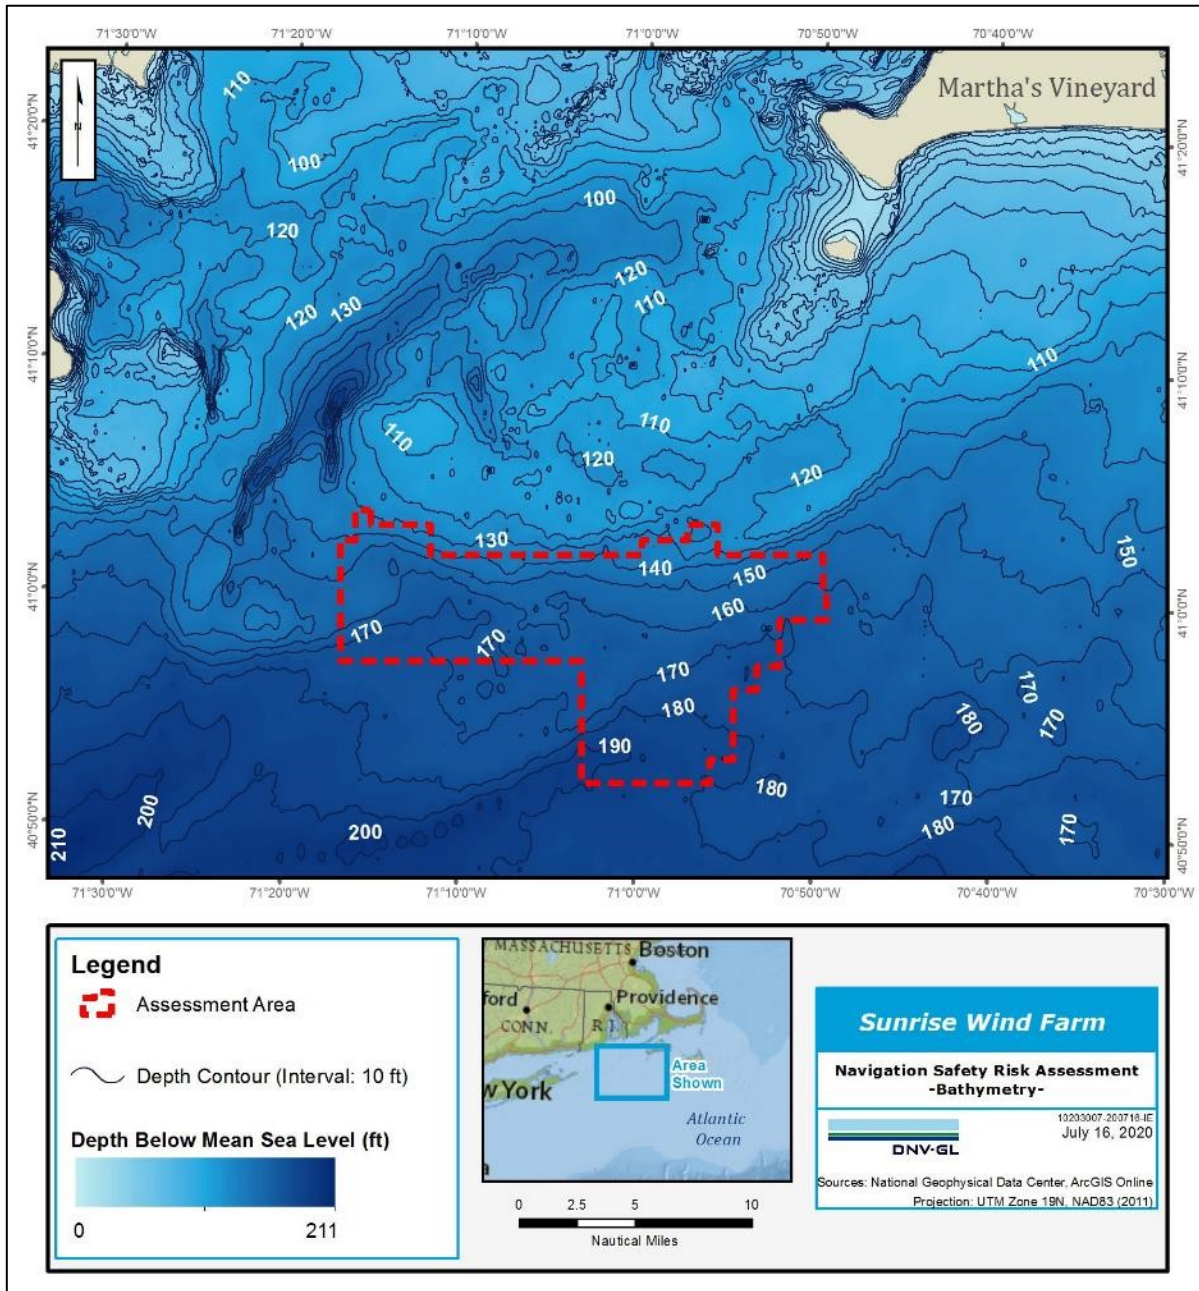 71°30'0"W 71°20'0"W 71°10'0"W 71°0'0"W 70°50'0"W 70°40'0"W
41°20'0"N
41°10'0"N
41°0'0"N
40°50'0"N
41°20'0"N
41°10'0"N
41°0'0"N
40°50'0"N
N
Martha's Vineyard
110
100
100
120
120
120
130
110
110
110
110
120
120
130
140
150
150
160
170
170
170
170
170
180
180
190
180
170
180
170
200
200
210
71°30'0"W 71°20'0"W 71°10'0"W 71°0'0"W 70°50'0"W 70°40'0"W 70°30'0"W
Legend
Assessment Area
Depth Contour (Interval: 10 ft)
Depth Below Mean Sea Level (ft)
0 211
MASSACHUSETTS
Boston
ford
Providence
CONN.
R.I.
w York
Area
Shown
Atlantic
Ocean
0 2.5 5 10
Nautical Miles
Sunrise Wind Farm
Navigation Safety Risk Assessment
-Bathymetry-
10203007-200716-IE
July 16, 2020
DNV·GL
Sources: National Geophysical Data Center, ArcGIS Online
Projection: UTM Zone 19N, NAD83 (2011)